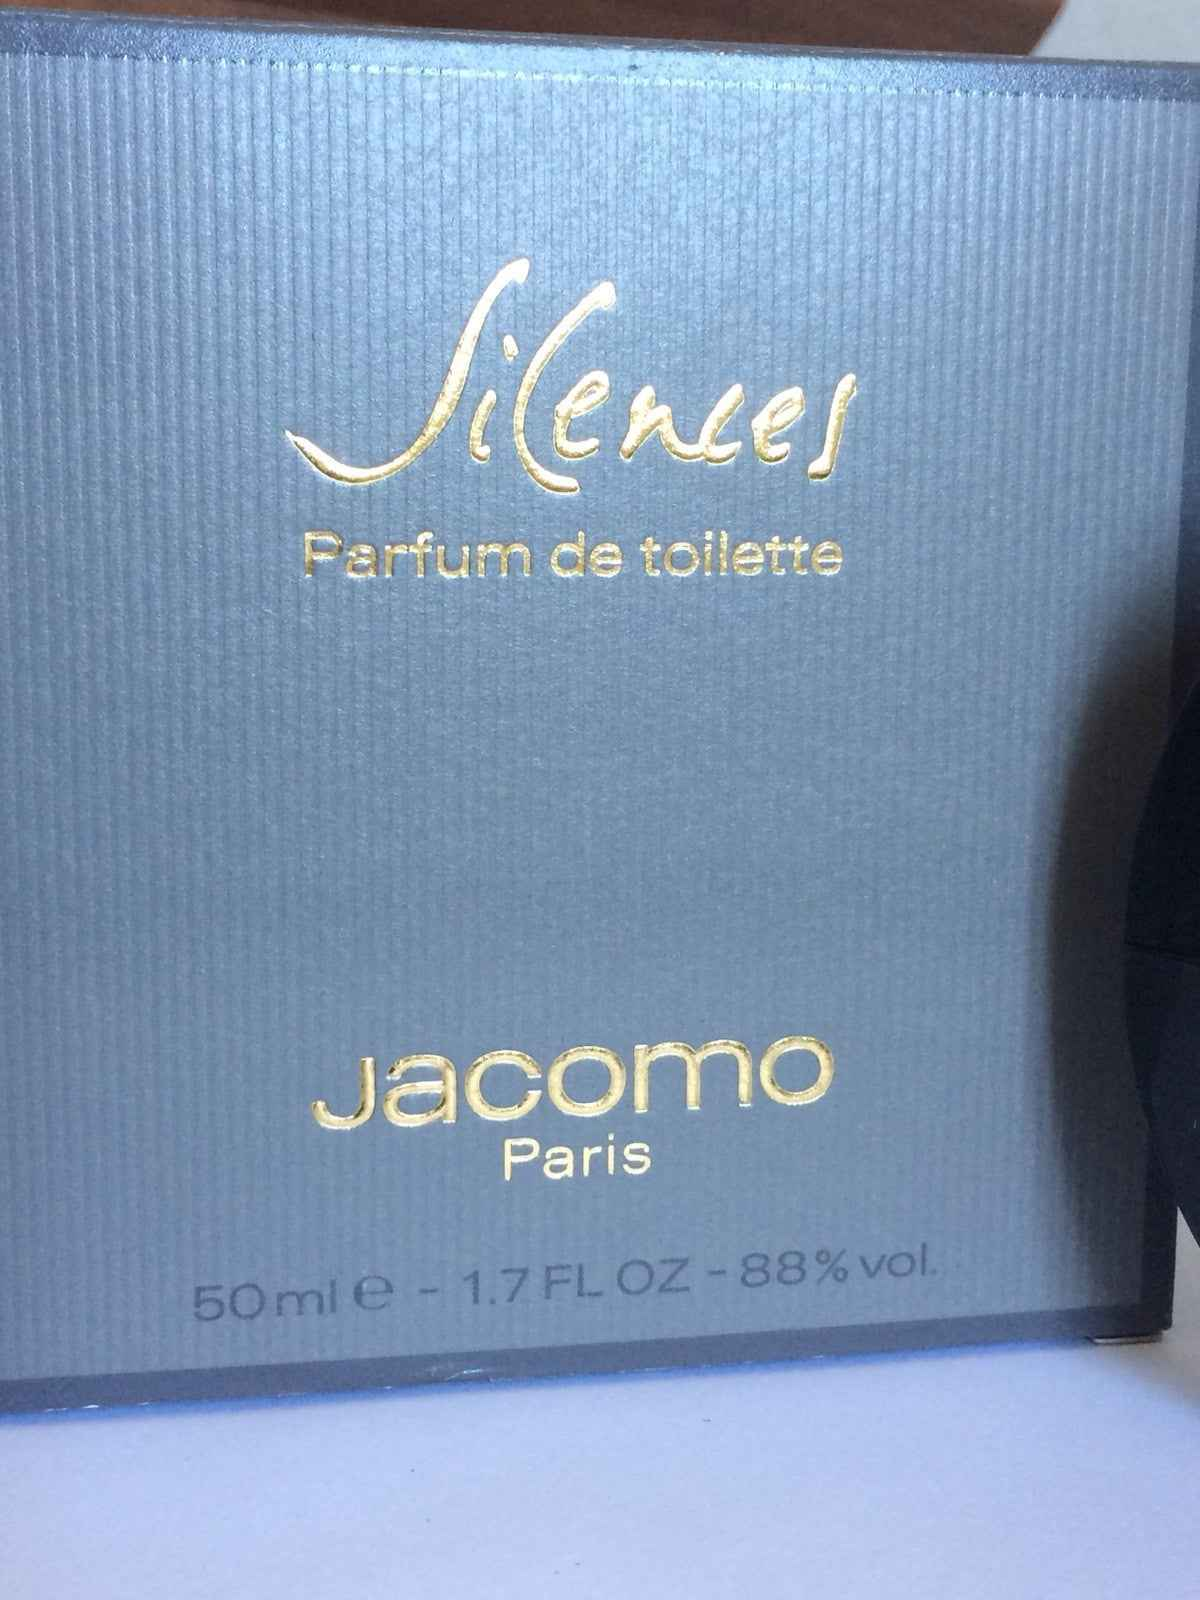 Silences
Parfum de toilette
Jacomo
Paris
50ml ℮ - 1.7 FL OZ - 88% vol.